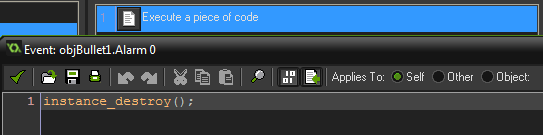 1 Execute a piece of code
Event: objBullet1.Alarm 0
Applies To: Self Other Object:
1 instance_destroy();